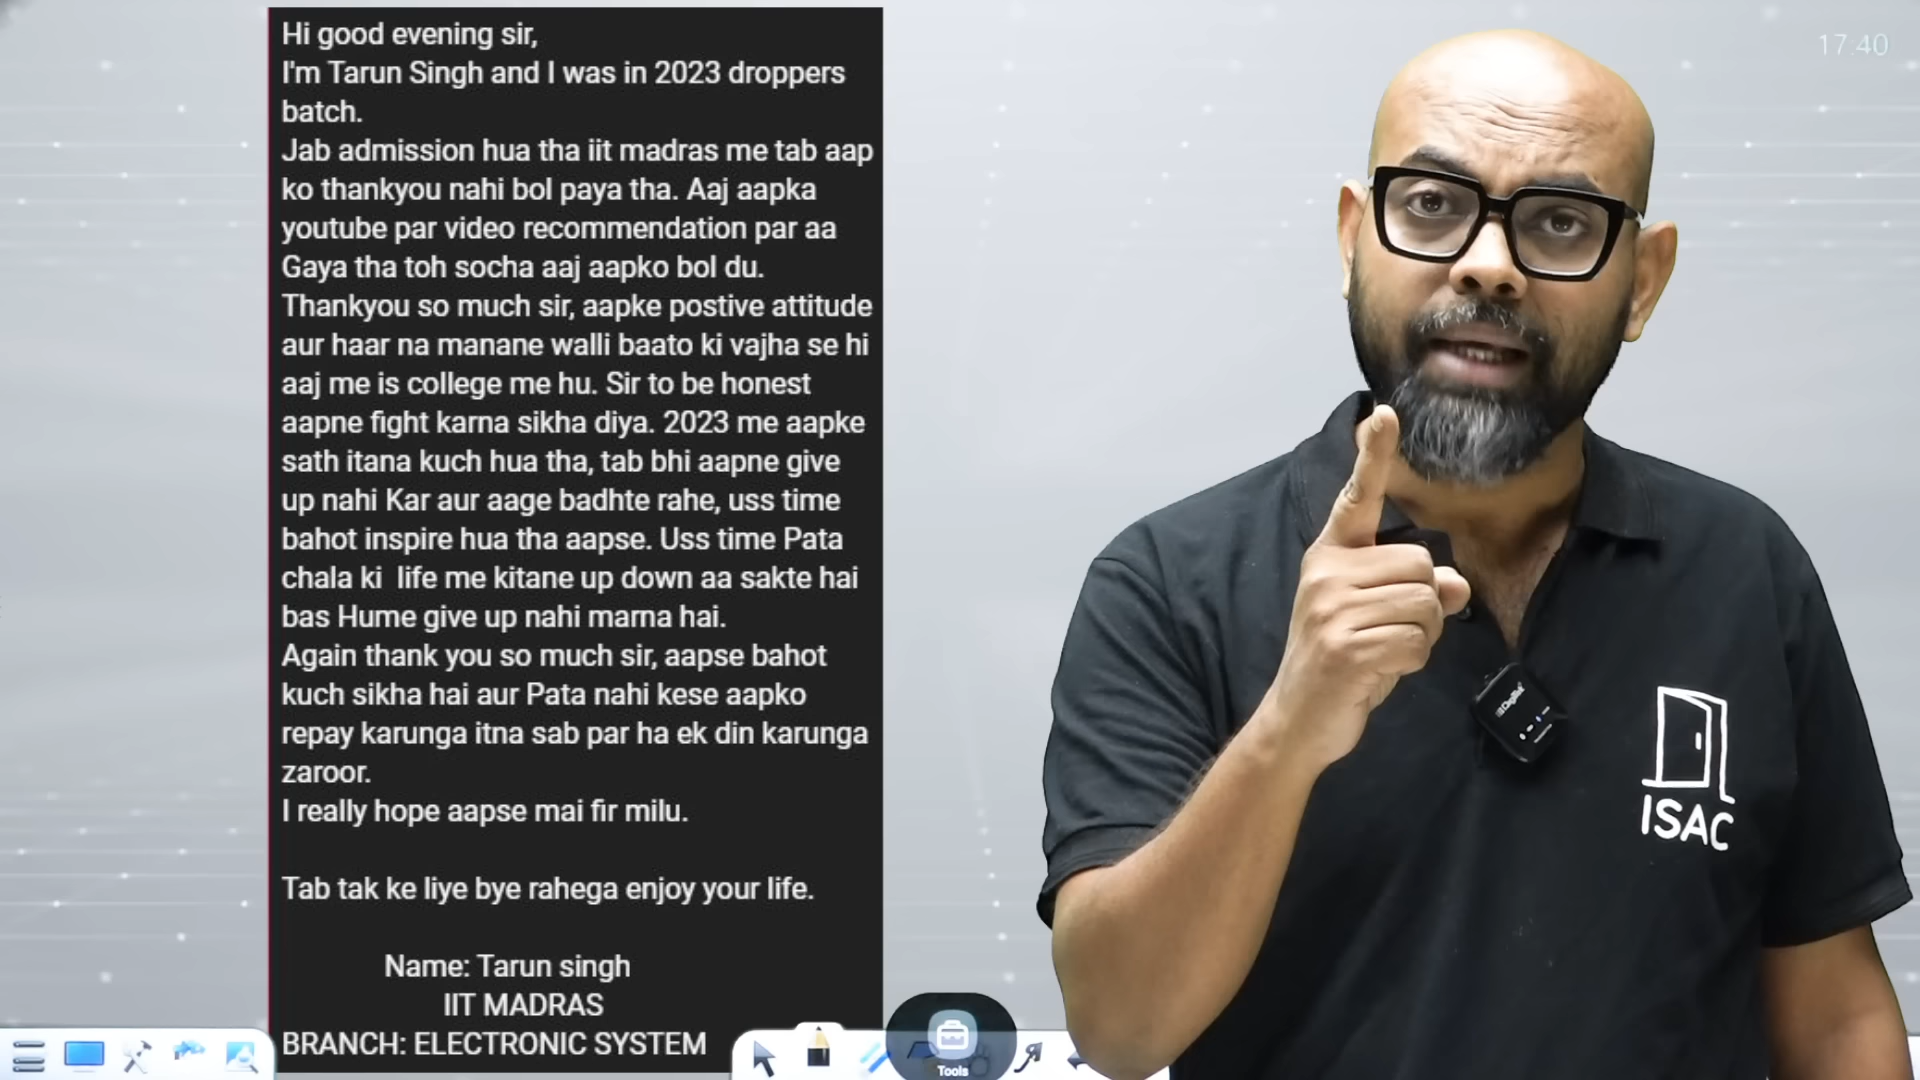 Hi good evening sir,
I'm Tarun Singh and I was in 2023 droppers
batch.
Jab admission hua tha iit madras me tab aap
ko thankyou nahi bol paya tha. Aaj aapka
youtube par video recommendation par aa
Gaya tha toh socha aaj aapko bol du.
Thankyou so much sir, aapke postive attitude
aur haar na manane walli baato ki vajha se hi
aaj me is college me hu. Sir to be honest
aapne fight karna sikha diya. 2023 me aapke
sath itana kuch hua tha, tab bhi aapne give
up nahi Kar aur aage badhte rahe, uss time
bahot inspire hua tha aapse. Uss time Pata
chala ki  life me kitane up down aa sakte hai
bas Hume give up nahi marna hai.
Again thank you so much sir, aapse bahot
kuch sikha hai aur Pata nahi kese aapko
repay karunga itna sab par ha ek din karunga
zaroor.
I really hope aapse mai fir milu.
Tab tak ke liye bye rahega enjoy your life.
Name: Tarun singh
IIT MADRAS
BRANCH: ELECTRONIC SYSTEM
17:40
ISAC
Tools